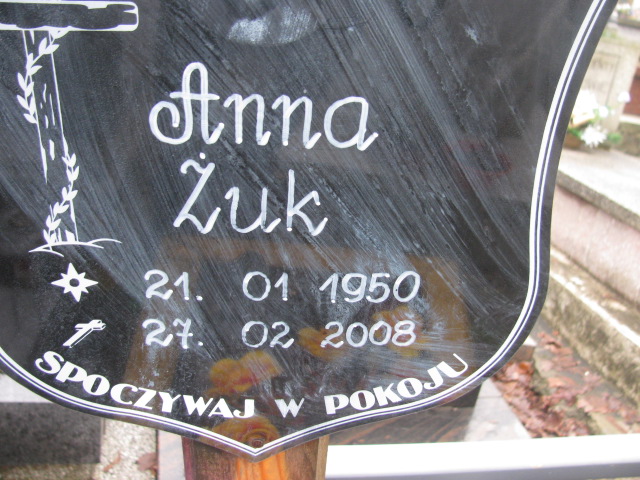 Anna
Żuk
21. 01 1950
27. 02 2008
SPOCZYWAJ W POKOJU